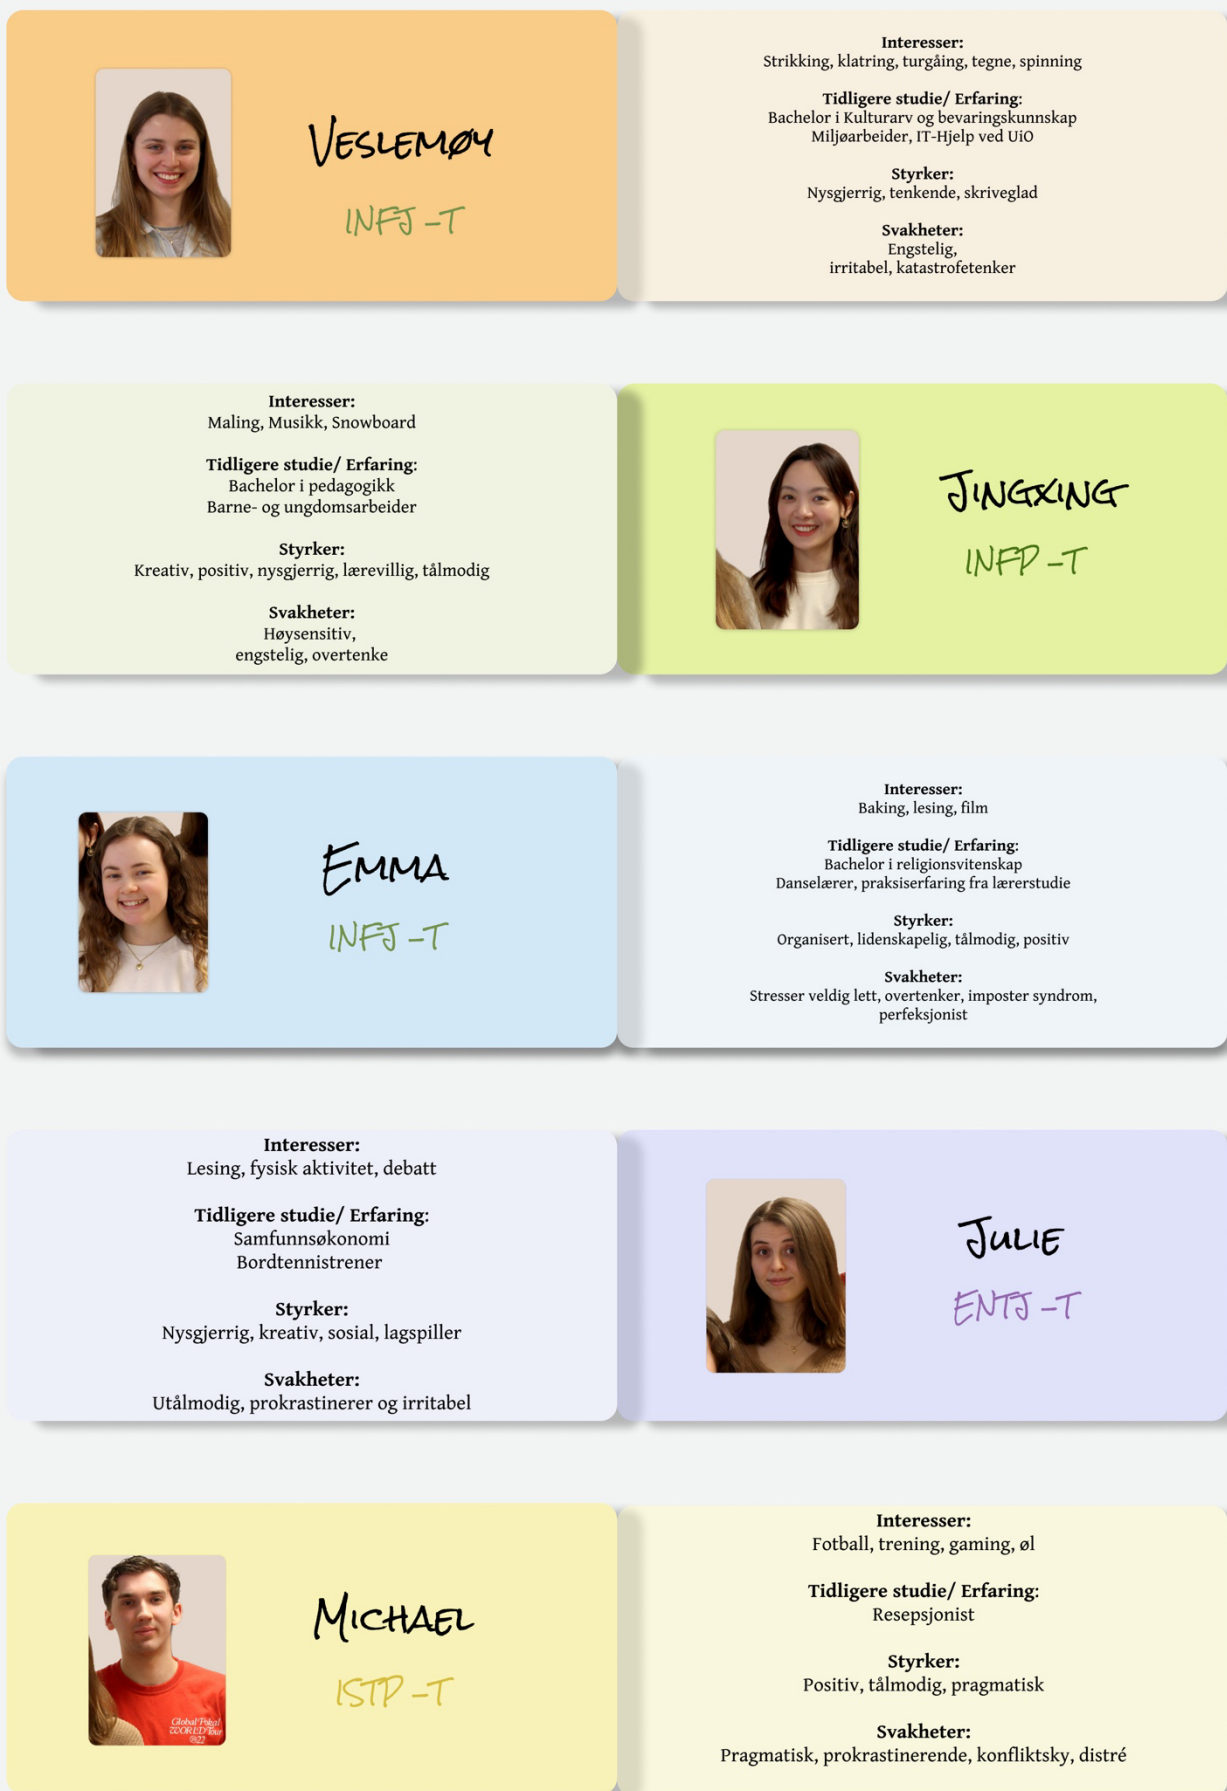 VESLEMØY
INFJ -T
Interesser:
Strikking, klatring, turgåing, tegne, spinning
Tidligere studie/ Erfaring:
Bachelor i Kulturarv og bevaringskunnskap
Miljøarbeider, IT-Hjelp ved UiO
Styrker:
Nysgjerrig, tenkende, skriveglad
Svakheter:
Engstelig,
irritabel, katastrofetenker
Interesser:
Maling, Musikk, Snowboard
Tidligere studie/ Erfaring:
Bachelor i pedagogikk
Barne- og ungdomsarbeider
Styrker:
Kreativ, positiv, nysgjerrig, lærevillig, tålmodig
Svakheter:
Høysensitiv,
engstelig, overtenke
JINGXING
INFP -T
EMMA
INFJ -T
Interesser:
Baking, lesing, film
Tidligere studie/ Erfaring:
Bachelor i religionsvitenskap
Danselærer, praksiserfaring fra lærerstudie
Styrker:
Organisert, lidenskapelig, tålmodig, positiv
Svakheter:
Stresser veldig lett, overtenker, imposter syndrom,
perfeksjonist
Interesser:
Lesing, fysisk aktivitet, debatt
Tidligere studie/ Erfaring:
Samfunnsøkonomi
Bordtennistrener
Styrker:
Nysgjerrig, kreativ, sosial, lagspiller
Svakheter:
Utålmodig, prokrastinerer og irritabel
JULIE
ENTJ -T
MICHAEL
ISTP -T
Global Pokal
WORLD Tour
@22
Interesser:
Fotball, trening, gaming, øl
Tidligere studie/ Erfaring:
Resepsjonist
Styrker:
Positiv, tålmodig, pragmatisk
Svakheter:
Pragmatisk, prokrastinerende, konfliktsky, distré